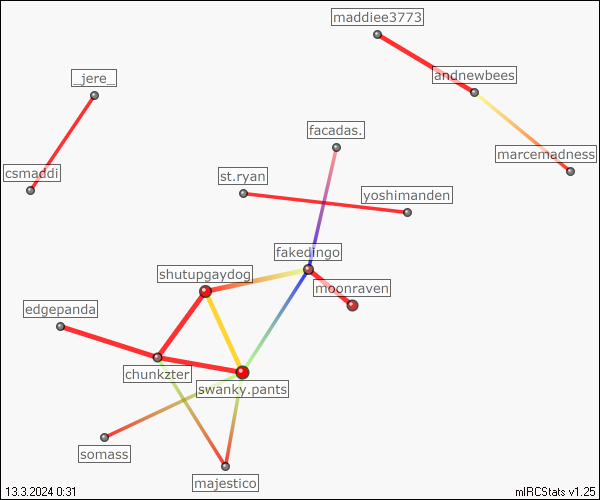 maddiee3773
_jere_
andnewbees
facadas.
marcemadness
csmaddi
st.ryan
yoshimanden
fakedingo
shutupgaydog
moonraven
edgepanda
chunkzter
swanky.pants
somass
majestico
13.3.2024 0:31
mIRCStats v1.25